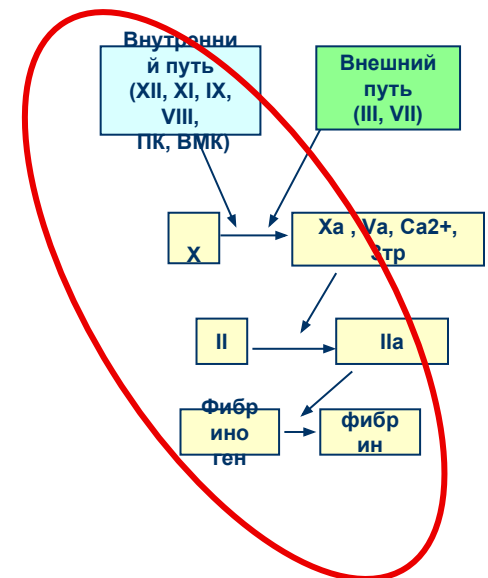 Внутренни
й путь
(XII, XI, IX,
VIII,
ПК, ВМК)
Внешний
путь
(III, VII)
X
Xa , Va, Ca2+,
3тр
II
IIa
Фибр
ино
ген
фибр
ин